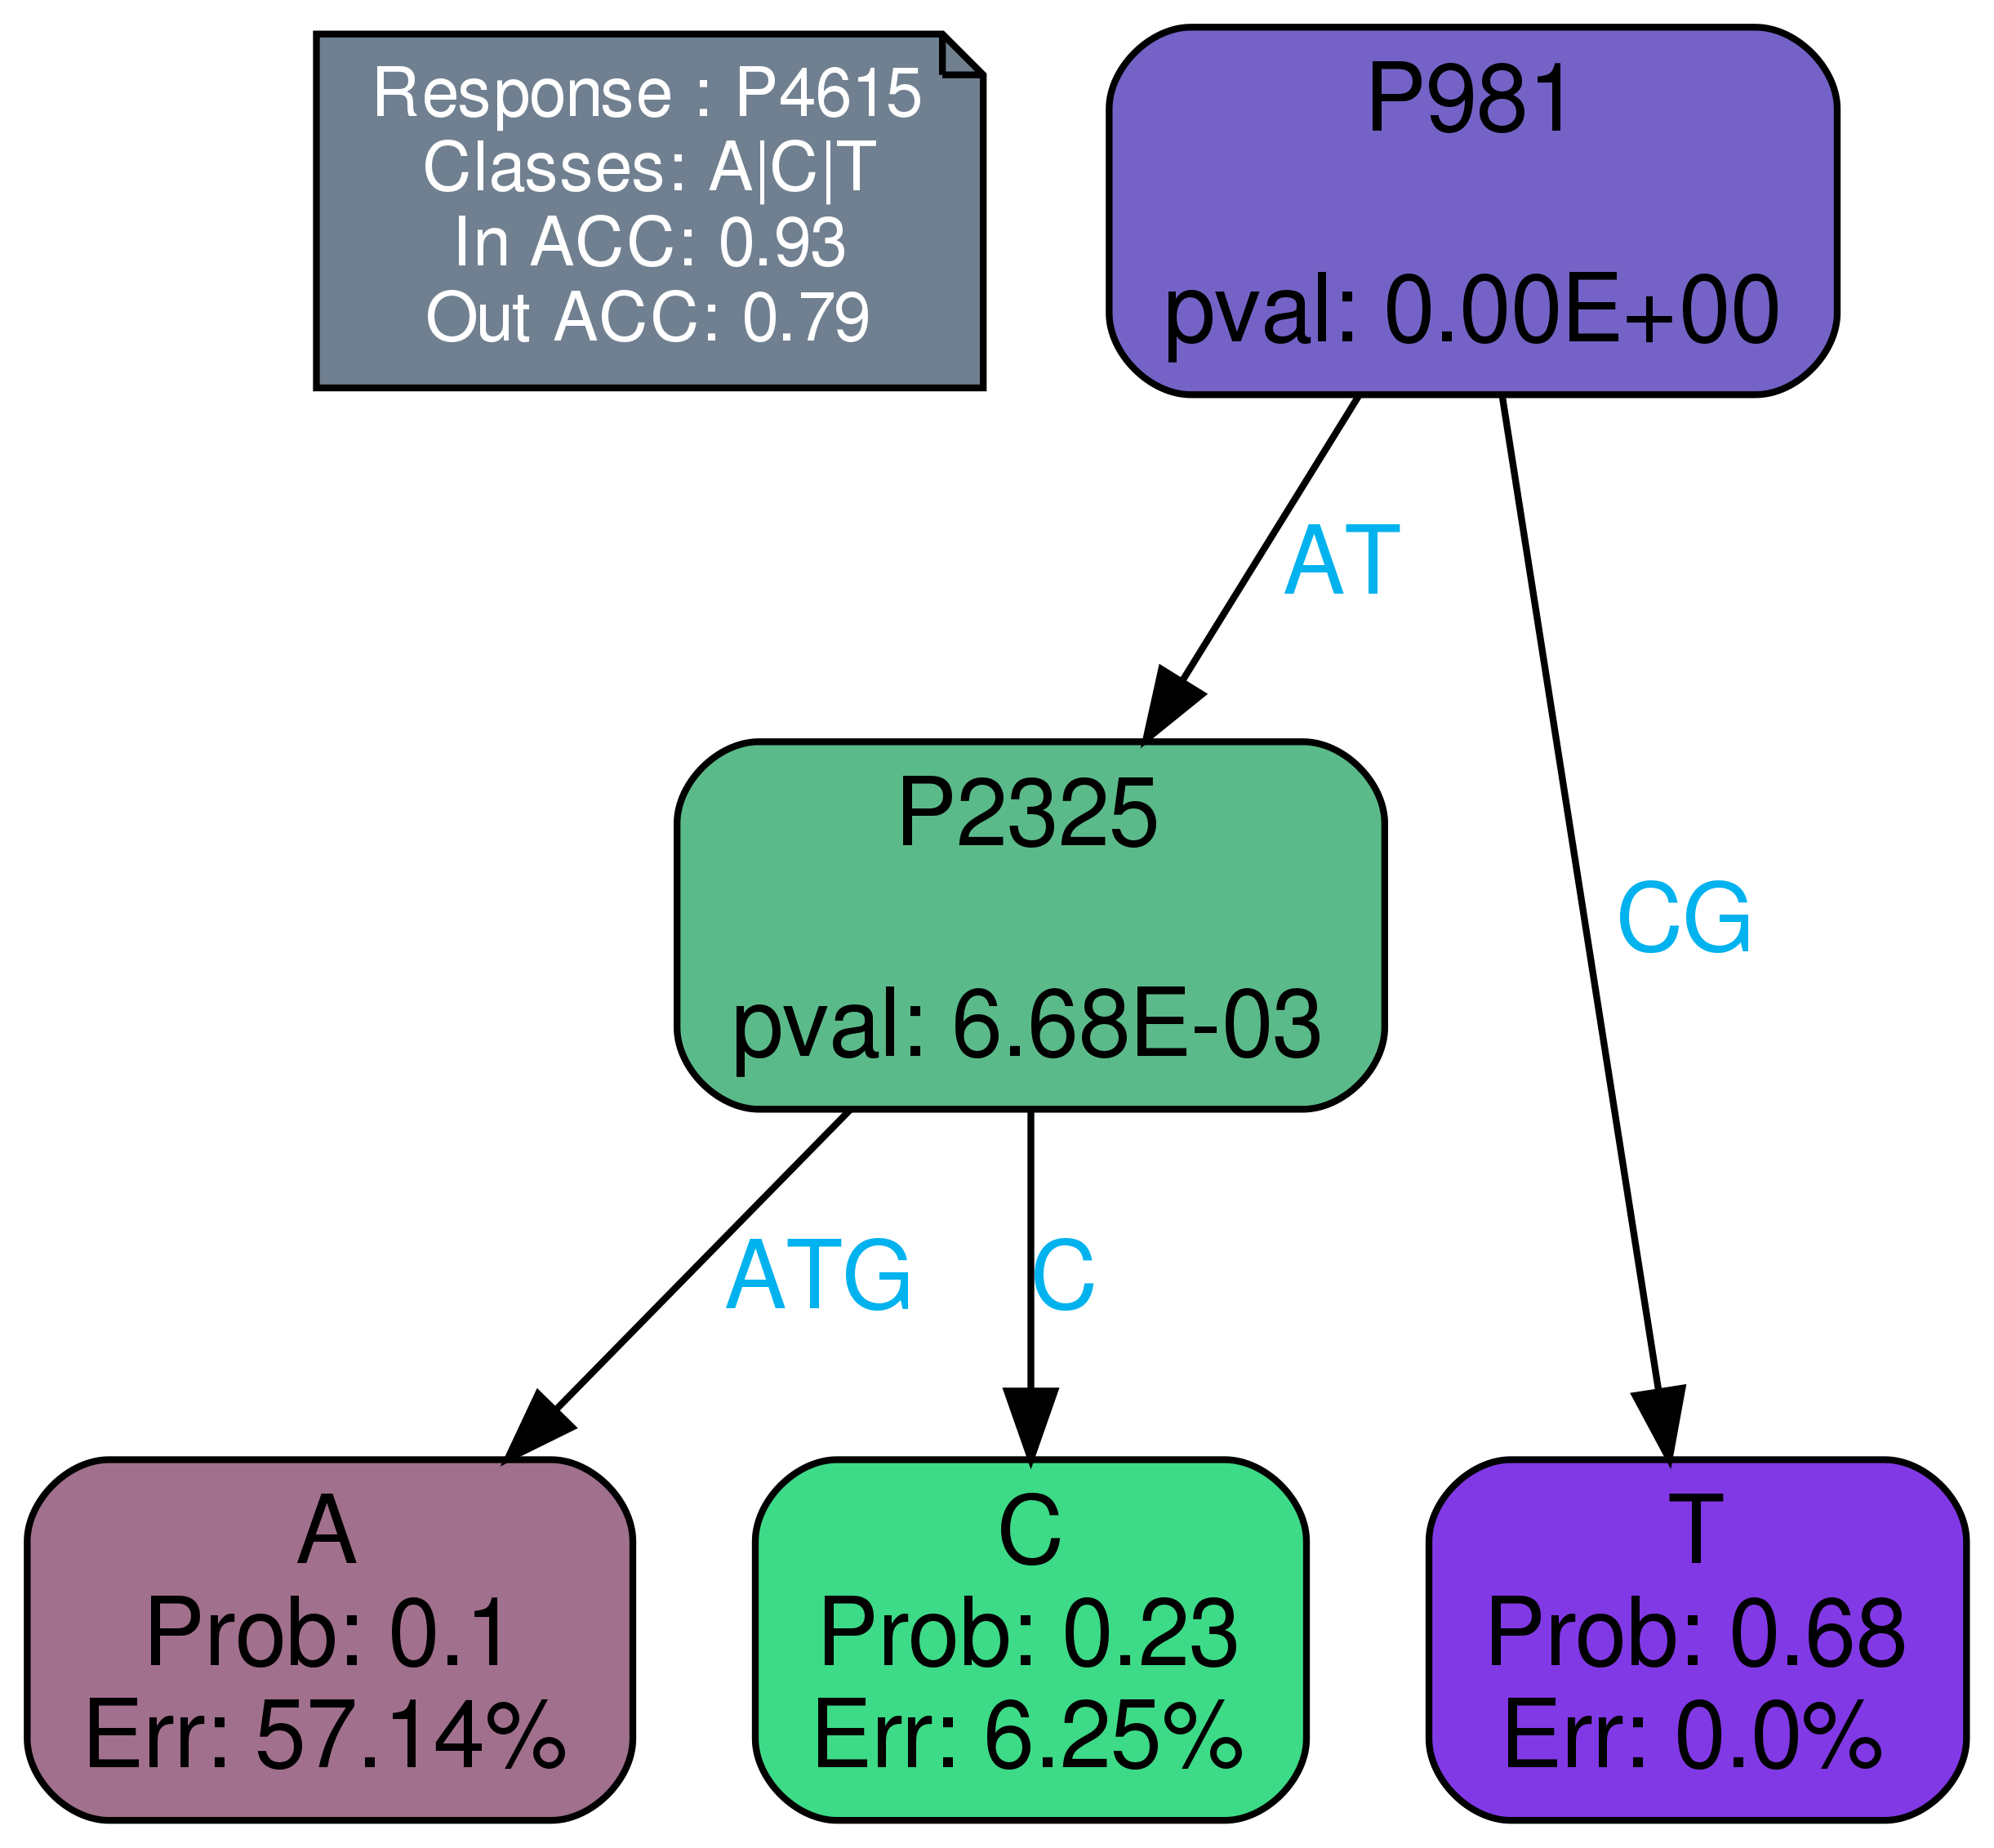 Response : P4615
Classes: A|C|T
In ACC: 0.93
Out ACC: 0.79
P981
pval: 0.00E+00
AT
CG
P2325
pval: 6.68E-03
ATG
C
A
Prob: 0.1
Err: 57.14%
C
Prob: 0.23
Err: 6.25%
T
Prob: 0.68
Err: 0.0%